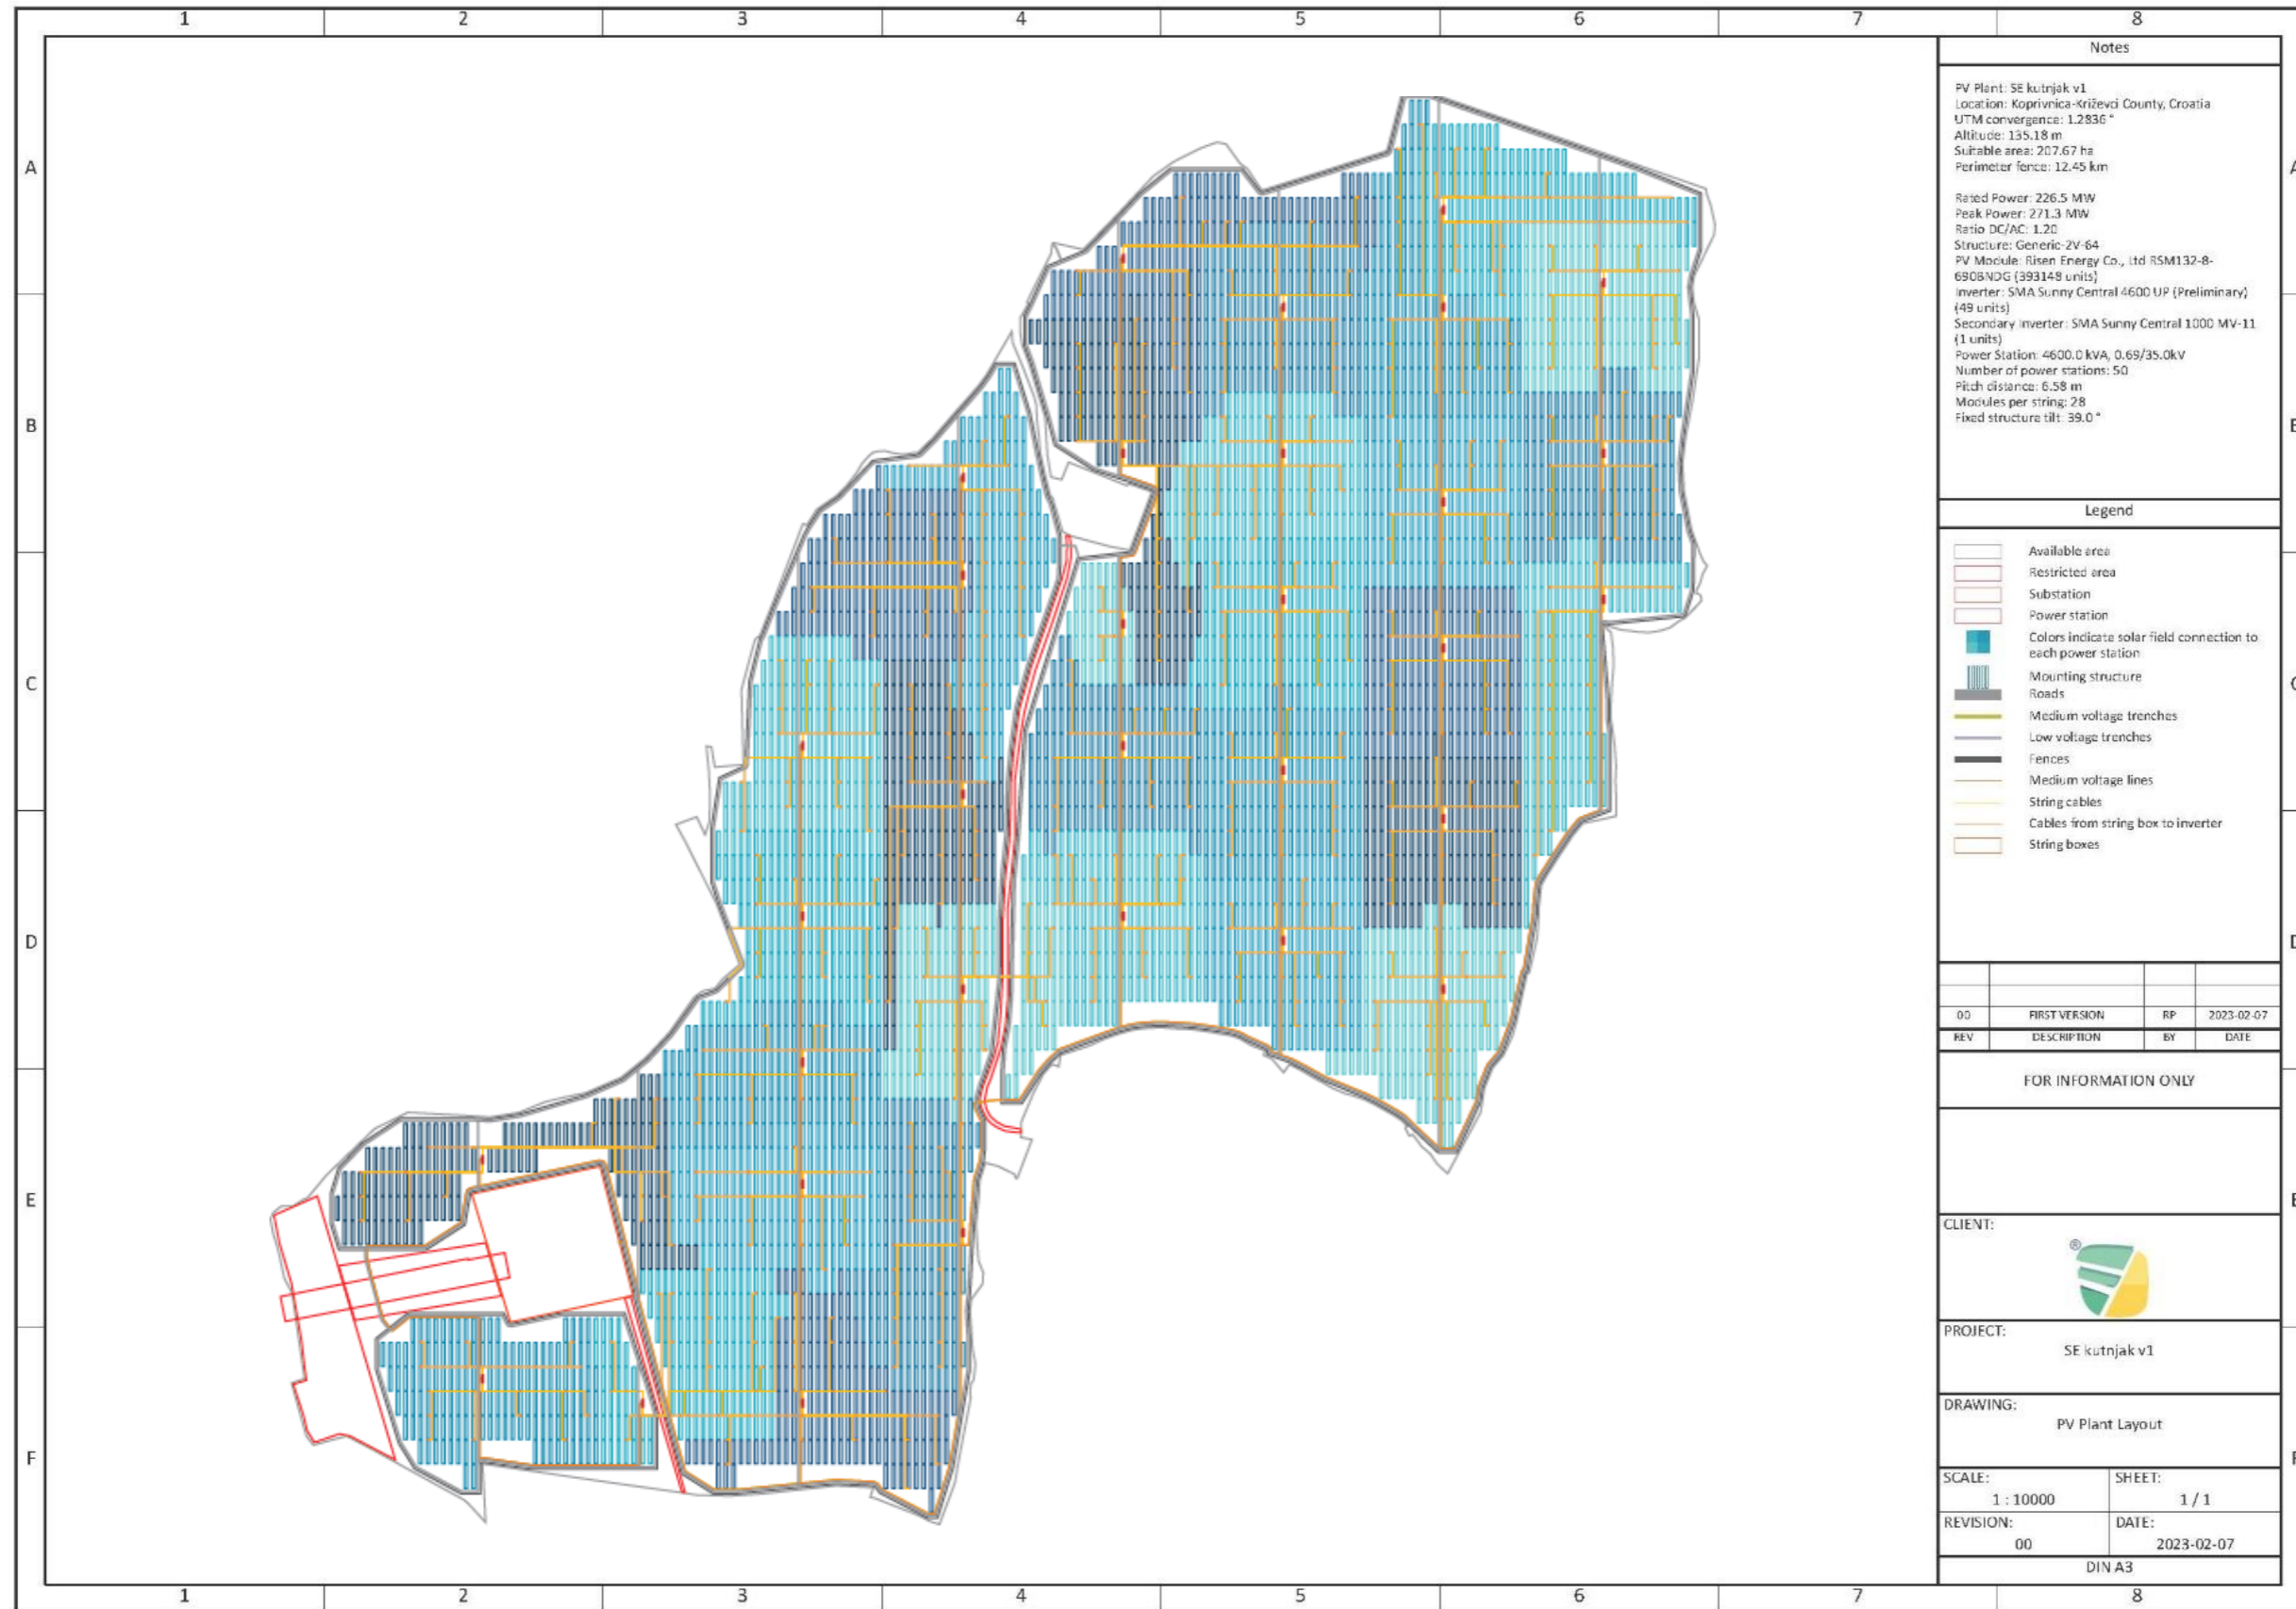 1 2 3 4 5 6 7 8
A
B
C
D
E
F
A
B
C
D
E
F
1 2 3 4 5 6 7 8
Notes
PV Plant: SE kutnjak v1
Location: Koprivnica-Križevci County, Croatia
UTM convergence: 1.2836 °
Altitude: 135.18 m
Suitable area: 207.67 ha
Perimeter fence: 12.45 km
Rated Power: 226.5 MW
Peak Power: 271.3 MW
Ratio DC/AC: 1.20
Structure: Generic-2V-64
PV Module: Risen Energy Co., Ltd RSM132-8-
690BNDG (393148 units)
Inverter: SMA Sunny Central 4600 UP (Preliminary)
(49 units)
Secondary Inverter: SMA Sunny Central 1000 MV-11
(1 units)
Power Station: 4600.0 kVA, 0.69/35.0kV
Number of power stations: 50
Pitch distance: 6.58 m
Modules per string: 28
Fixed structure tilt: 39.0 °
Legend
Available area
Restricted area
Substation
Power station
Colors indicate solar field connection to
each power station
Mounting structure
Roads
Medium voltage trenches
Low voltage trenches
Fences
Medium voltage lines
String cables
Cables from string box to inverter
String boxes
00 FIRST VERSION RP 2023-02-07
REV DESCRIPTION BY DATE
FOR INFORMATION ONLY
CLIENT:
®
PROJECT:
SE kutnjak v1
DRAWING:
PV Plant Layout
SCALE: SHEET:
1 : 10000 1 / 1
REVISION: DATE:
00 2023-02-07
DIN A3